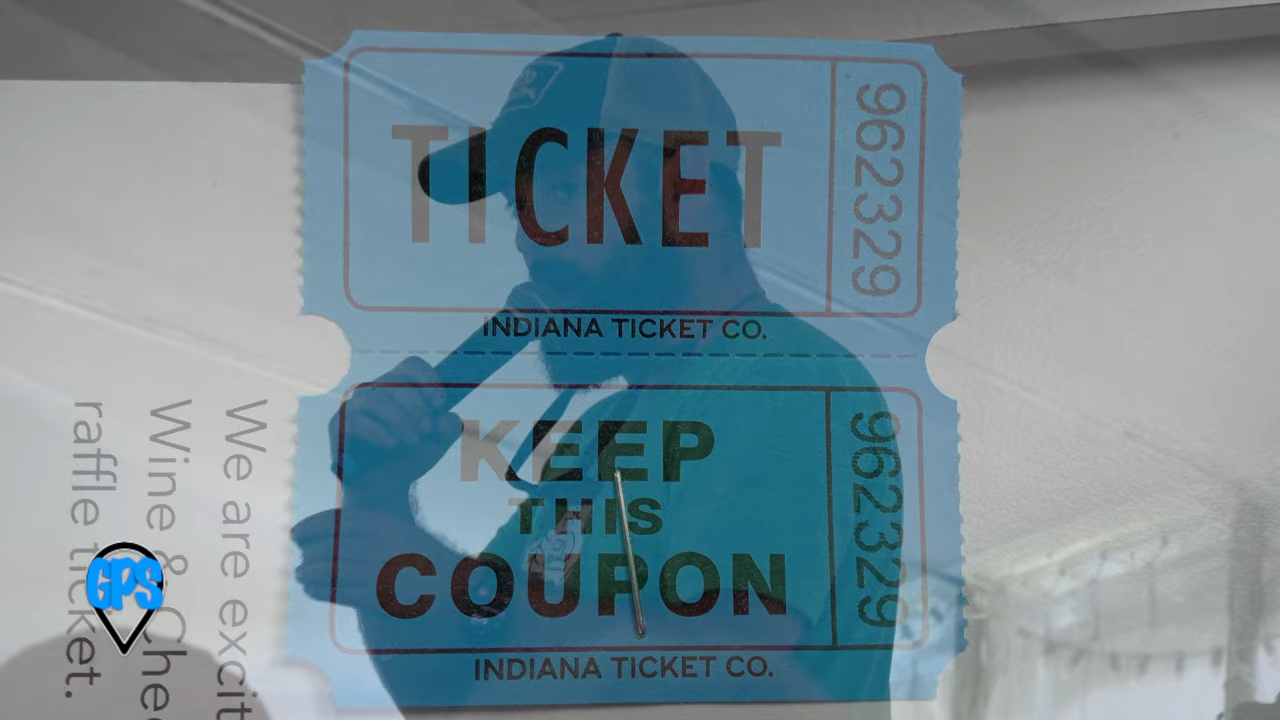 TICKET
962329
INDIANA TICKET CO.
KEEP
THIS
COUPON
962329
INDIANA TICKET CO.
We are excit
Wine & Chee
raffle ticket.
GPS